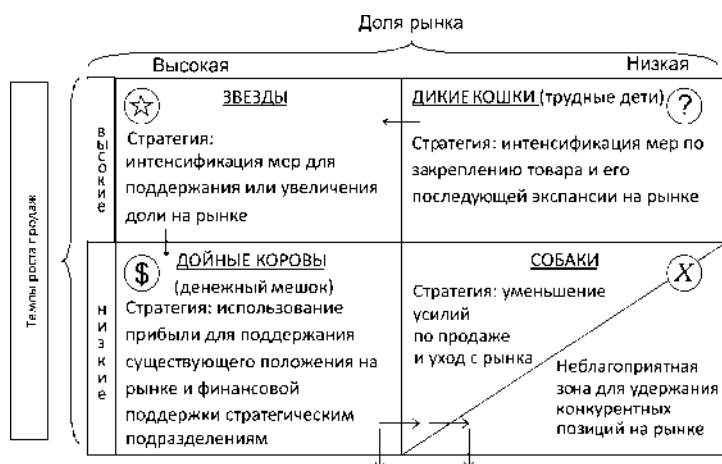 Доля рынка
Высокая
Низкая
Темпы роста продаж
ВЫСОКИЕ
ЗВЕЗДЫ
Стратегия:
интенсификация мер для
поддержания или увеличения
доли на рынке
ДИКИЕ КОШКИ (трудные дети)
?
Стратегия: интенсификация мер по
закреплению товара и его
последующей экспансии на рынке
НИЗКИЕ
$
ДОЙНЫЕ КОРОВЫ
(денежный мешок)
Стратегия: использование
прибыли для поддержания
существующего положения на
рынке и финансовой
поддержки стратегическим
подразделениям
СОБАКИ
X
Стратегия: уменьшение
усилий
по продаже
и уход с рынка
Неблагоприятная
зона для удержания
конкурентных
позиций на рынке